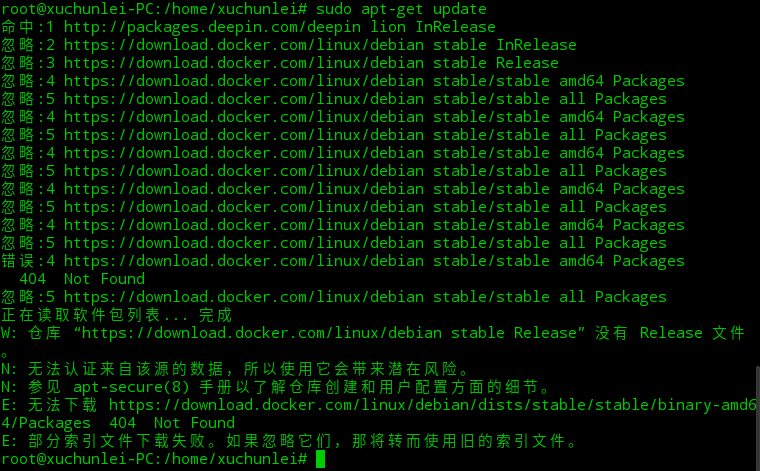 root@xuchunlei-PC:/home/xuchunlei# sudo apt-get update
命中:1 http://packages.deepin.com/deepin lion InRelease
忽略:2 https://download.docker.com/linux/debian stable InRelease
忽略:3 https://download.docker.com/linux/debian stable Release
忽略:4 https://download.docker.com/linux/debian stable/stable amd64 Packages
忽略:5 https://download.docker.com/linux/debian stable/stable all Packages
忽略:4 https://download.docker.com/linux/debian stable/stable amd64 Packages
忽略:5 https://download.docker.com/linux/debian stable/stable all Packages
忽略:4 https://download.docker.com/linux/debian stable/stable amd64 Packages
忽略:5 https://download.docker.com/linux/debian stable/stable all Packages
忽略:4 https://download.docker.com/linux/debian stable/stable amd64 Packages
忽略:5 https://download.docker.com/linux/debian stable/stable all Packages
忽略:4 https://download.docker.com/linux/debian stable/stable amd64 Packages
忽略:5 https://download.docker.com/linux/debian stable/stable all Packages
错误:4 https://download.docker.com/linux/debian stable/stable amd64 Packages
  404  Not Found
忽略:5 https://download.docker.com/linux/debian stable/stable all Packages
正在读取软件包列表... 完成
W: 仓库 “https://download.docker.com/linux/debian stable Release” 没有 Release 文件
。
N: 无法认证来自该源的数据，所以使用它会带来潜在风险。
N: 参见 apt-secure(8) 手册以了解仓库创建和用户配置方面的细节。
E: 无法下载 https://download.docker.com/linux/debian/dists/stable/stable/binary-amd6
4/Packages  404  Not Found
E: 部分索引文件下载失败。如果忽略它们，那将转而使用旧的索引文件。
root@xuchunlei-PC:/home/xuchunlei#